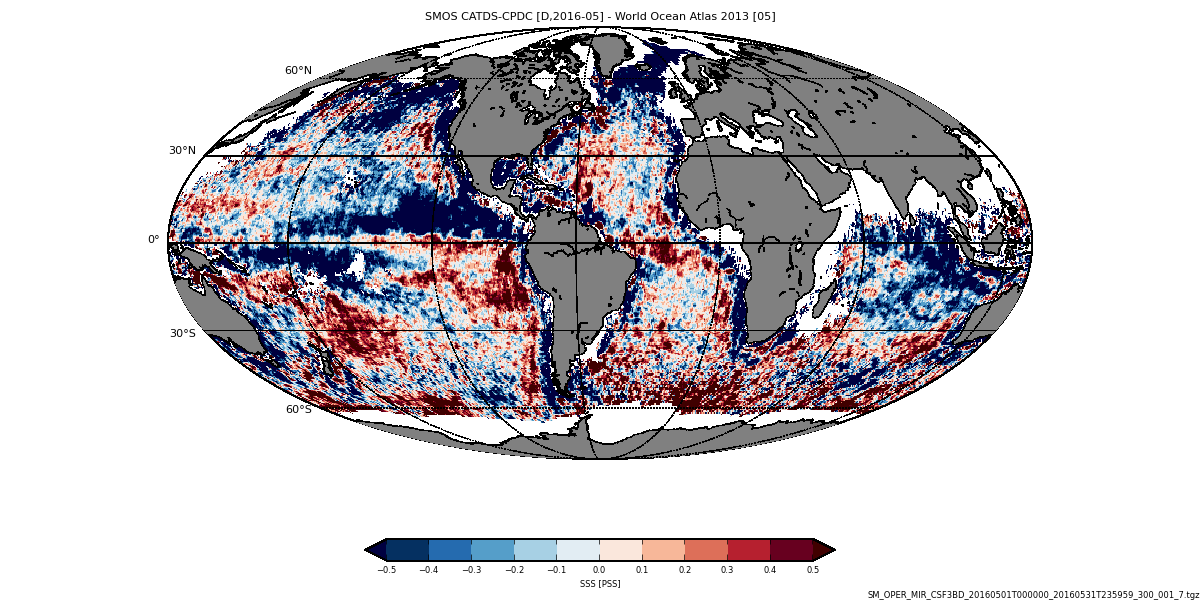 SMOS CATDS-CPDC [D,2016-05] - World Ocean Atlas 2013 [05]
60°N
30°N
0°
30°S
60°S
−0.5 −0.4 −0.3 −0.2 −0.1 0.0 0.1 0.2 0.3 0.4 0.5
SSS [PSS]
SM_OPER_MIR_CSF3BD_20160501T000000_20160531T235959_300_001_7.tgz